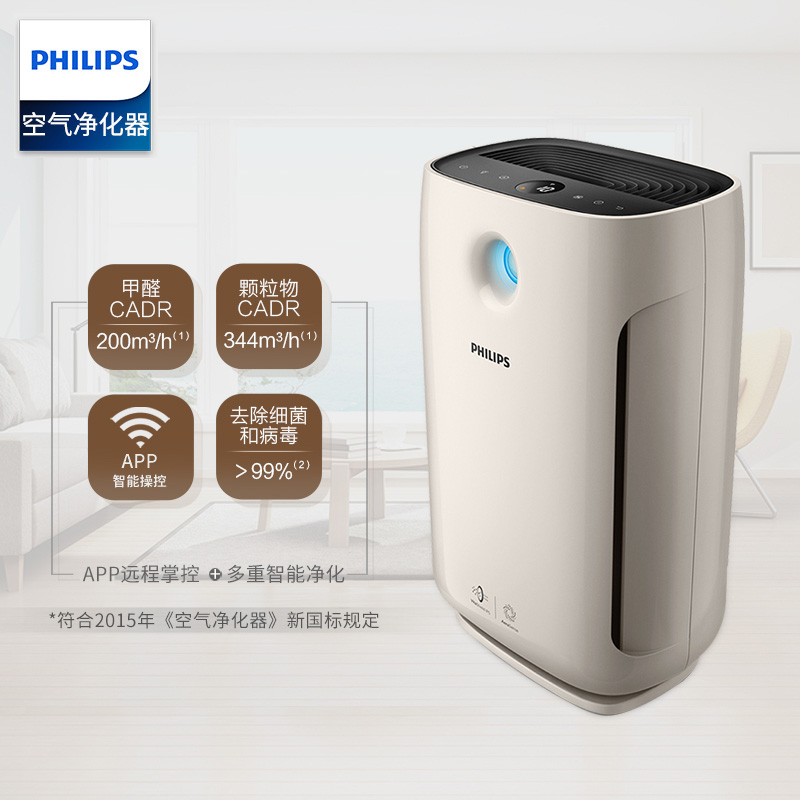 PHILIPS
空气净化器
甲醛
CADR
200m³/h⁽¹⁾
颗粒物
CADR
344m³/h⁽¹⁾
APP
智能操控
去除细菌
和病毒
>99%⁽²⁾
APP远程掌控 + 多重智能净化
*符合2015年《空气净化器》新国标规定
PHILIPS